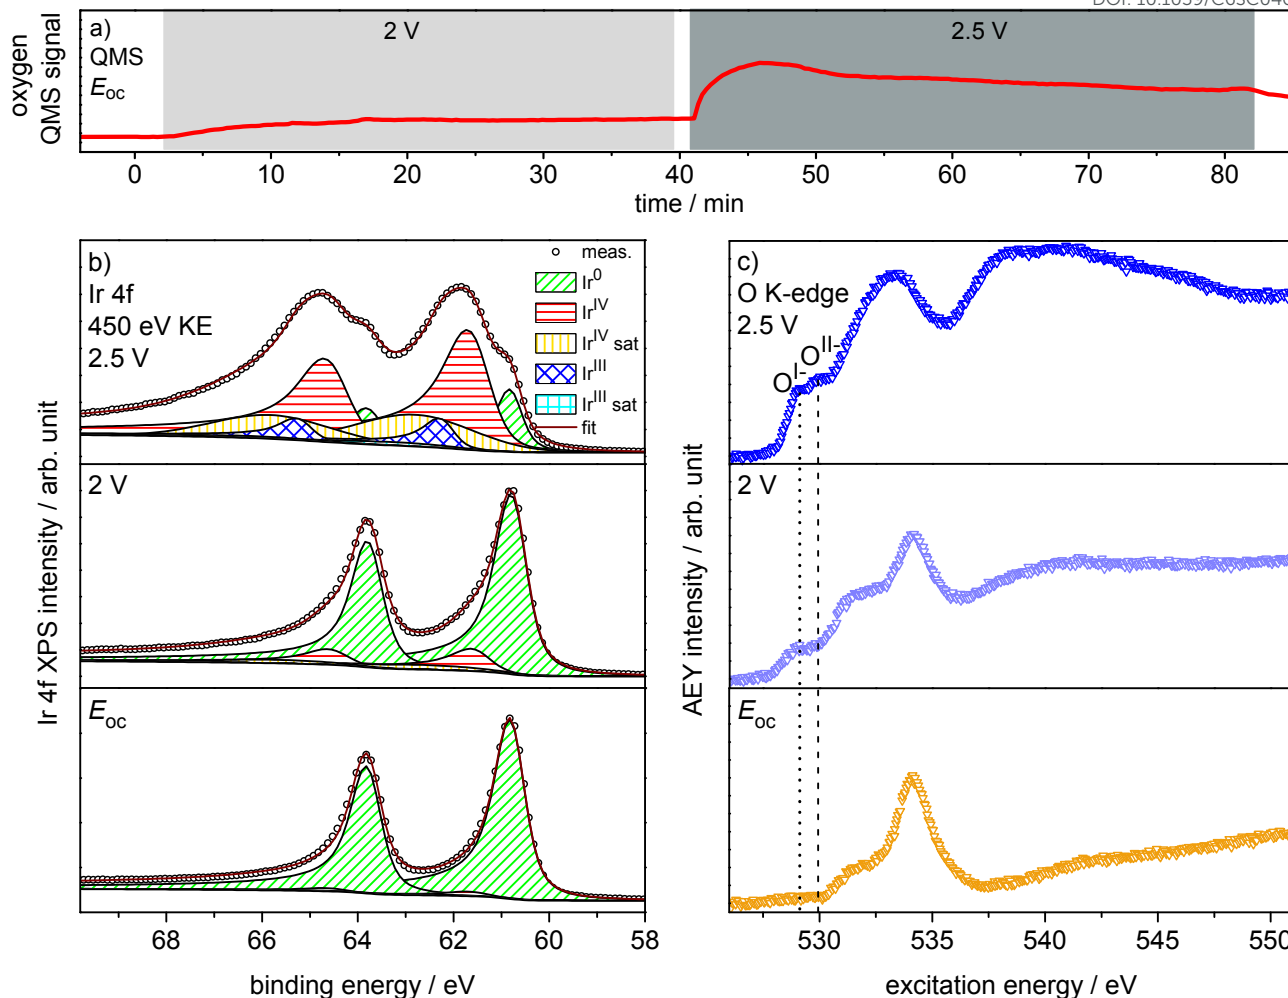 a)
QMS
E_oc
2 V
2.5 V
oxygen
QMS signal
0 10 20 30 40 50 60 70 80
time / min
b)
Ir 4f
450 eV KE
2.5 V
meas.
Ir^0
Ir^IV
Ir^IV sat
Ir^III
Ir^III sat
fit
2 V
E_oc
Ir 4f XPS intensity / arb. unit
68 66 64 62 60 58
binding energy / eV
c)
O K-edge
2.5 V
O^I-
O^II-
2 V
E_oc
AEY intensity / arb. unit
530 535 540 545 550
excitation energy / eV